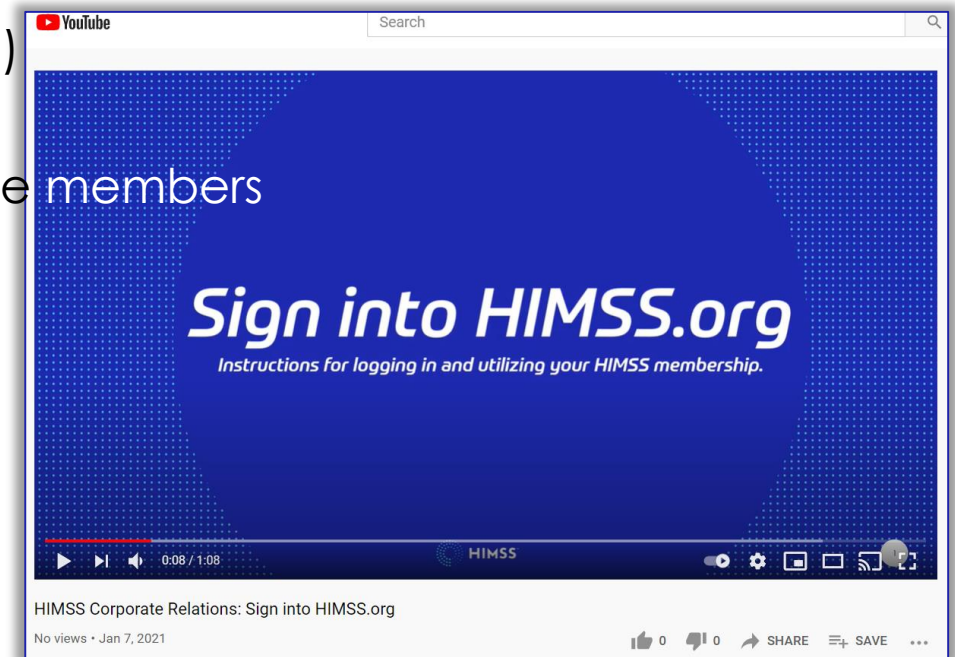 YouTube Search
)
e members
Sign into HIMSS.org
Instructions for logging in and utilizing your HIMSS membership.
0:08 / 1:08 HIMSS
HIMSS Corporate Relations: Sign into HIMSS.org
No views • Jan 7, 2021 0 0 SHARE SAVE